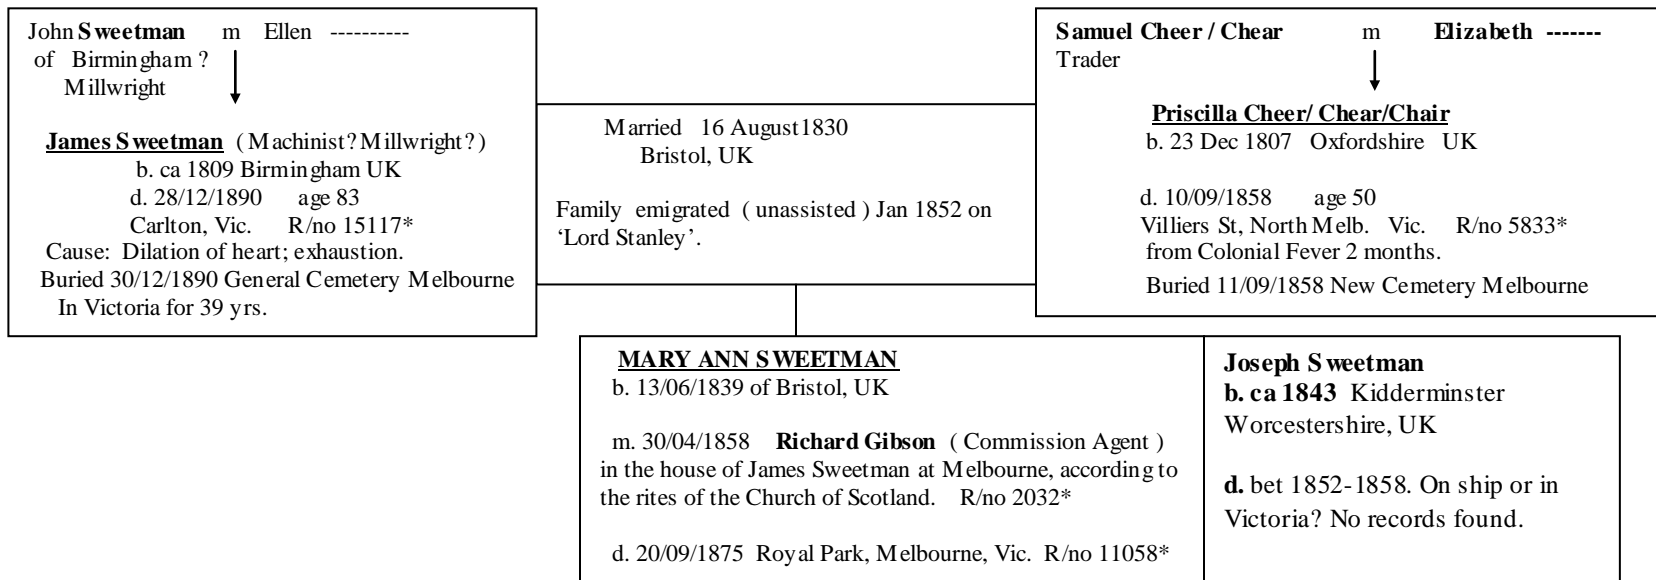 John Sweetman m Ellen ----------
of Birmingham ?
Millwright
James Sweetman ( Machinist? Millwright?)
b. ca 1809 Birmingham UK
d. 28/12/1890 age 83
Carlton, Vic. R/no 15117*
Cause: Dilation of heart; exhaustion.
Buried 30/12/1890 General Cemetery Melbourne
In Victoria for 39 yrs.
Married 16 August1830
Bristol, UK
Family emigrated ( unassisted ) Jan 1852 on
‘Lord Stanley’.
Samuel Cheer / Chear m Elizabeth -------
Trader
Priscilla Cheer/ Chear/Chair
b. 23 Dec 1807 Oxfordshire UK
d. 10/09/1858 age 50
Villiers St, North Melb. Vic. R/no 5833*
from Colonial Fever 2 months.
Buried 11/09/1858 New Cemetery Melbourne
MARY ANN SWEETMAN
b. 13/06/1839 of Bristol, UK
m. 30/04/1858 Richard Gibson ( Commission Agent )
in the house of James Sweetman at Melbourne, according to
the rites of the Church of Scotland. R/no 2032*
d. 20/09/1875 Royal Park, Melbourne, Vic. R/no 11058*
Joseph Sweetman
b. ca 1843 Kidderminster
Worcestershire, UK
d. bet 1852-1858. On ship or in
Victoria? No records found.